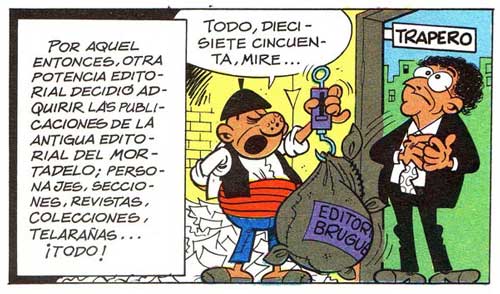 POR AQUEL
ENTONCES, OTRA
POTENCIA EDITO-
RIAL DECIDIÓ AD-
QUIRIR LAS PUBLI-
CACIONES DE LA
ANTIGUA EDITO-
RIAL DEL MOR-
TADELO; PERSO-
NAJES, SECCIO-
NES, REVISTAS,
COLECCIONES,
TELARAÑAS...
¡TODO!
TODO, DIECI-
SIETE CINCUEN-
TA, MIRE...
TRAPERO
EDITOR
BRUGUE